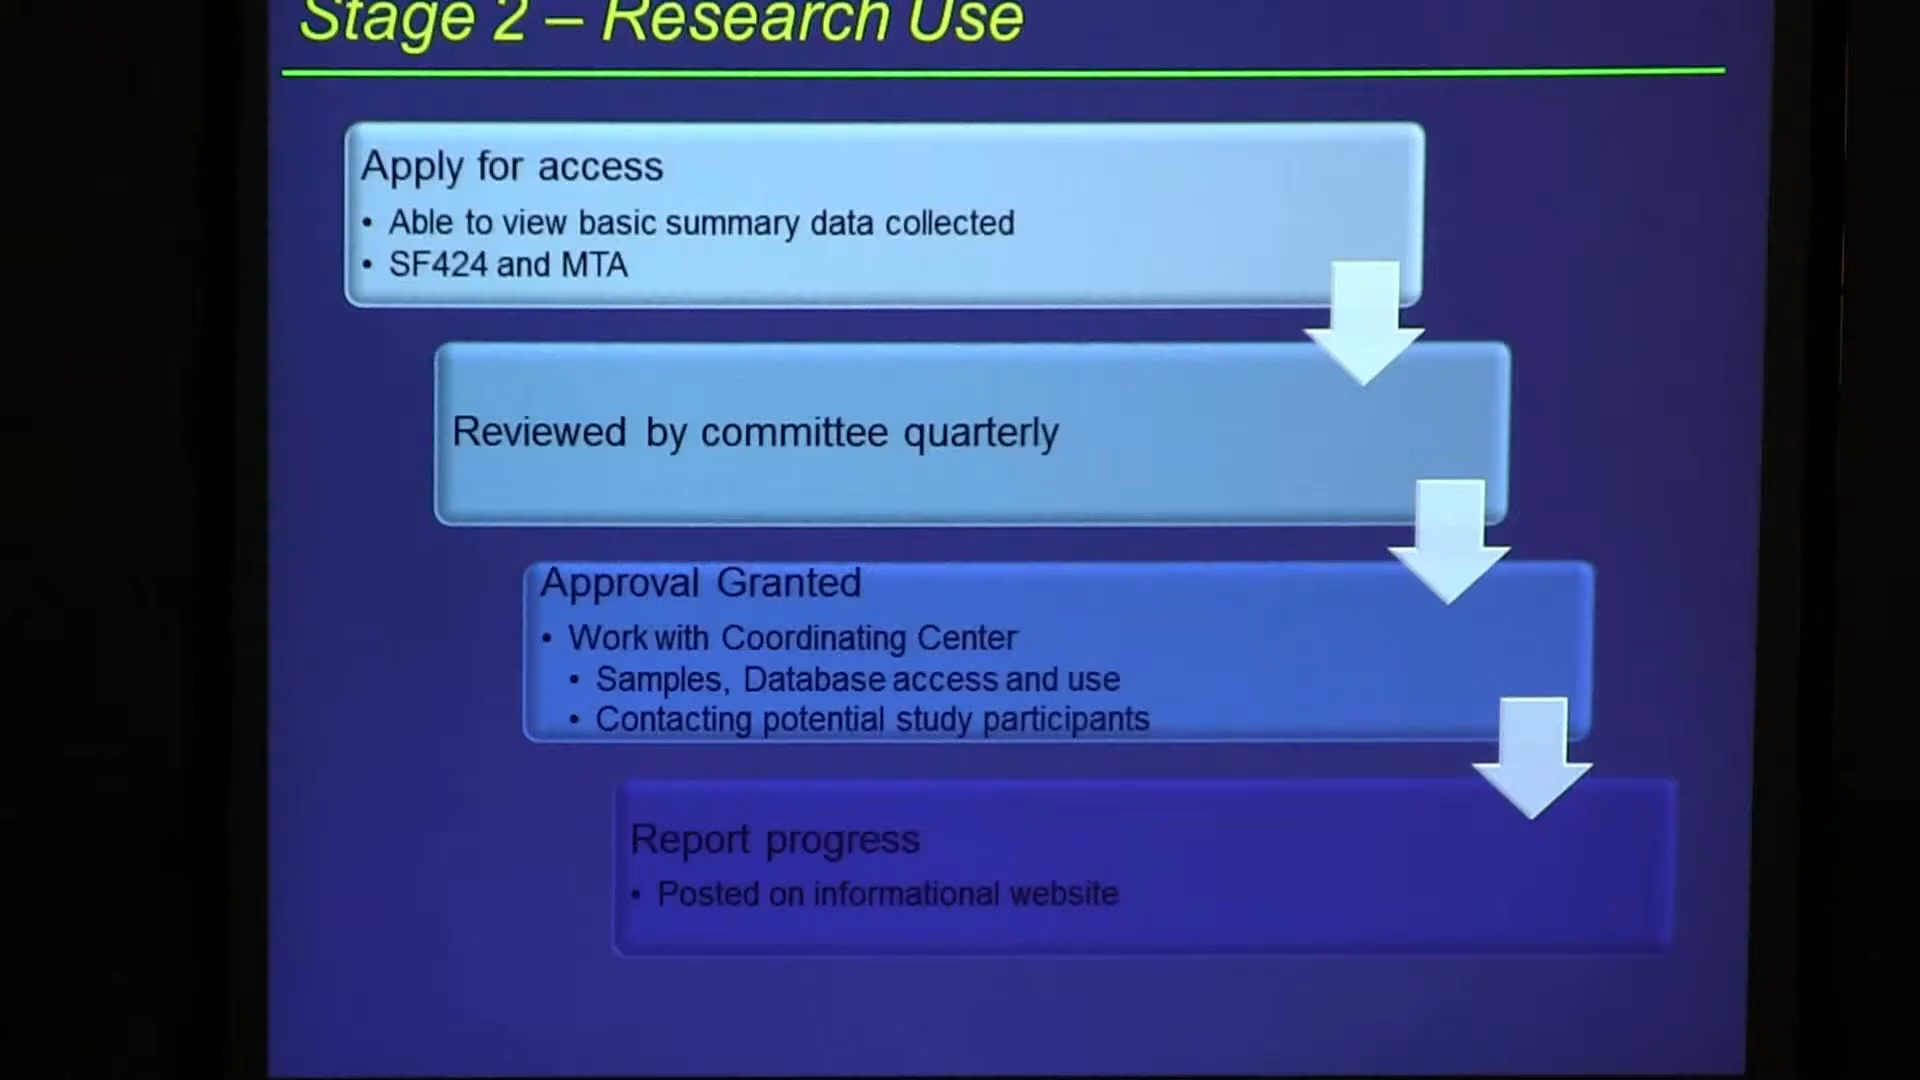 Stage 2 – Research Use
Apply for access
• Able to view basic summary data collected
• SF424 and MTA
Reviewed by committee quarterly
Approval Granted
• Work with Coordinating Center
• Samples, Database access and use
• Contacting potential study participants
Report progress
• Posted on informational website